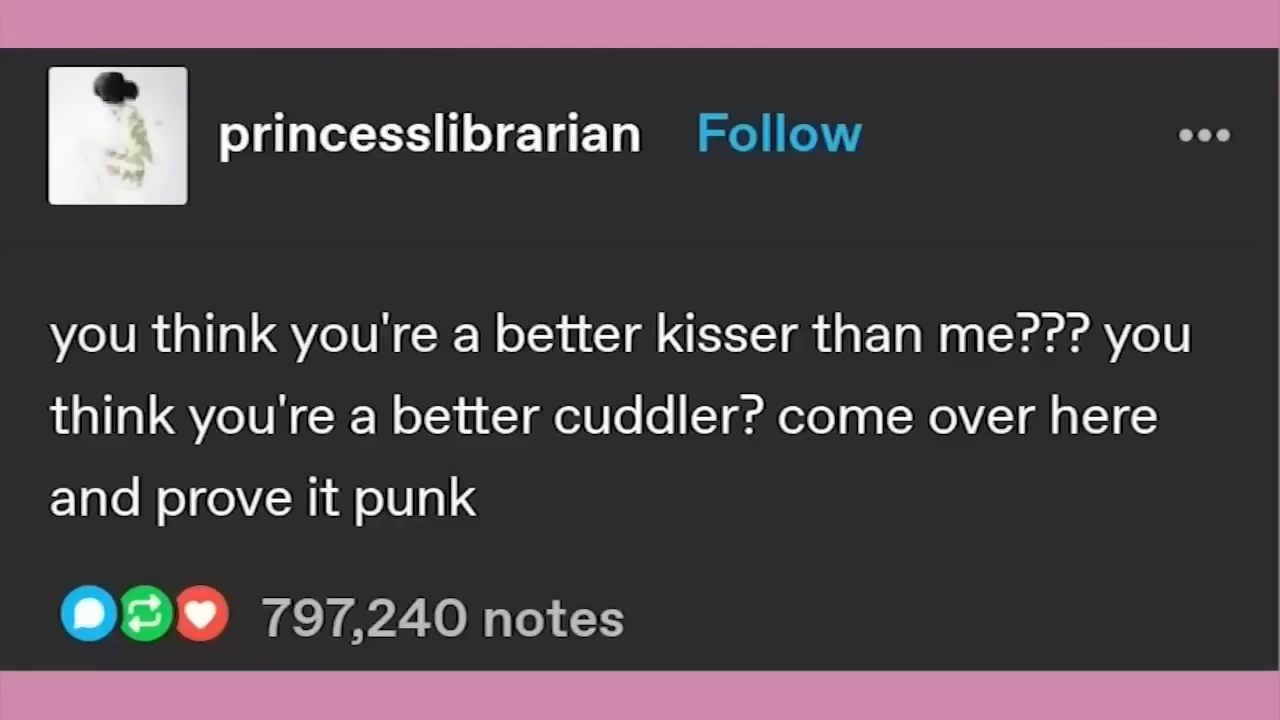 princesslibrarian Follow
you think you're a better kisser than me??? you
think you're a better cuddler? come over here
and prove it punk
797,240 notes